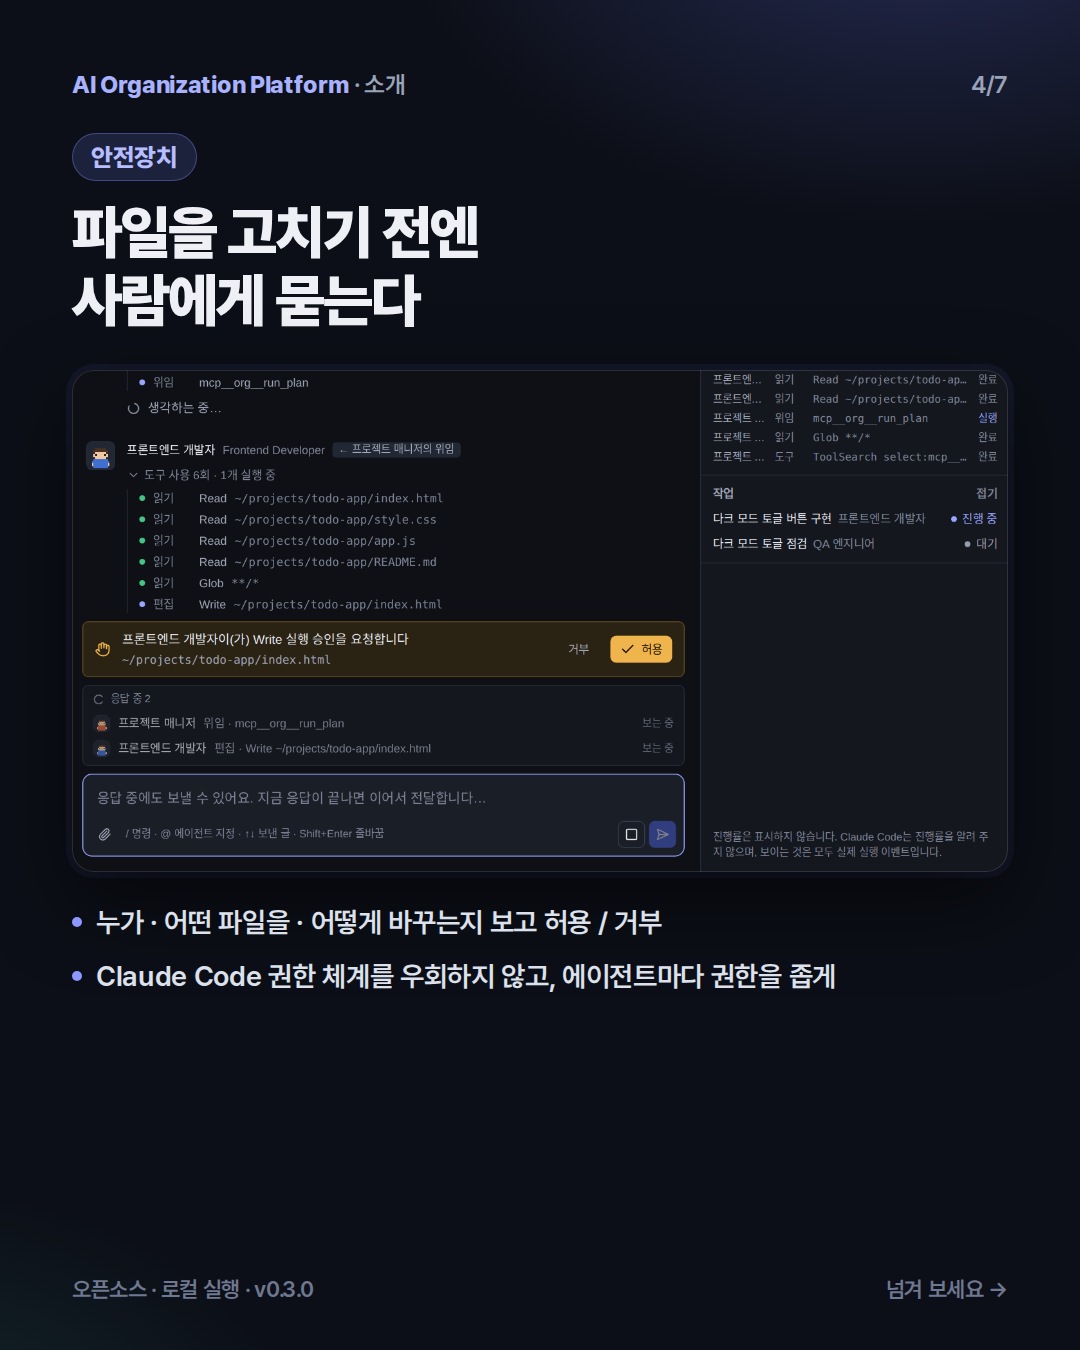 AI Organization Platform · 소개
4/7
안전장치
파일을 고치기 전엔
사람에게 묻는다
위임 mcp__org__run_plan
생각하는 중…
프론트엔드 개발자 Frontend Developer ← 프로젝트 매니저의 위임
도구 사용 6회 · 1개 실행 중
읽기 Read ~/projects/todo-app/index.html
읽기 Read ~/projects/todo-app/style.css
읽기 Read ~/projects/todo-app/app.js
읽기 Read ~/projects/todo-app/README.md
읽기 Glob **/*
편집 Write ~/projects/todo-app/index.html
프론트엔드 개발자이(가) Write 실행 승인을 요청합니다
~/projects/todo-app/index.html
거부
허용
응답 중 2
프로젝트 매니저 위임 · mcp__org__run_plan 보는 중
프론트엔드 개발자 편집 · Write ~/projects/todo-app/index.html 보는 중
응답 중에도 보낼 수 있어요. 지금 응답이 끝나면 이어서 전달합니다…
/ 명령 · @ 에이전트 지정 · ↑↓ 보낸 글 · Shift+Enter 줄바꿈
프론트엔… 읽기 Read ~/projects/todo-ap… 완료
프론트엔… 읽기 Read ~/projects/todo-ap… 완료
프로젝트 … 위임 mcp__org__run_plan 실행
프로젝트 … 읽기 Glob **/* 완료
프로젝트 … 도구 ToolSearch select:mcp__… 완료
작업 접기
다크 모드 토글 버튼 구현 프론트엔드 개발자 진행 중
다크 모드 토글 점검 QA 엔지니어 대기
진행률은 표시하지 않습니다. Claude Code는 진행률을 알려 주
지 않으며, 보이는 것은 모두 실제 실행 이벤트입니다.
누가 · 어떤 파일을 · 어떻게 바꾸는지 보고 허용 / 거부
Claude Code 권한 체계를 우회하지 않고, 에이전트마다 권한을 좁게
오픈소스 · 로컬 실행 · v0.3.0
넘겨 보세요 →